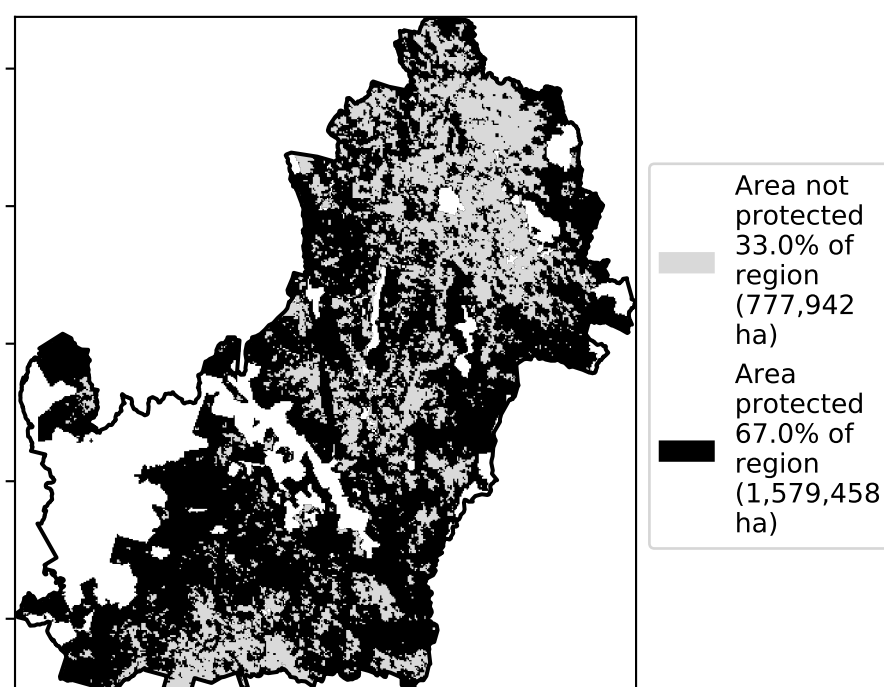 Area not
protected
33.0% of
region
(777,942
ha)
Area
protected
67.0% of
region
(1,579,458
ha)